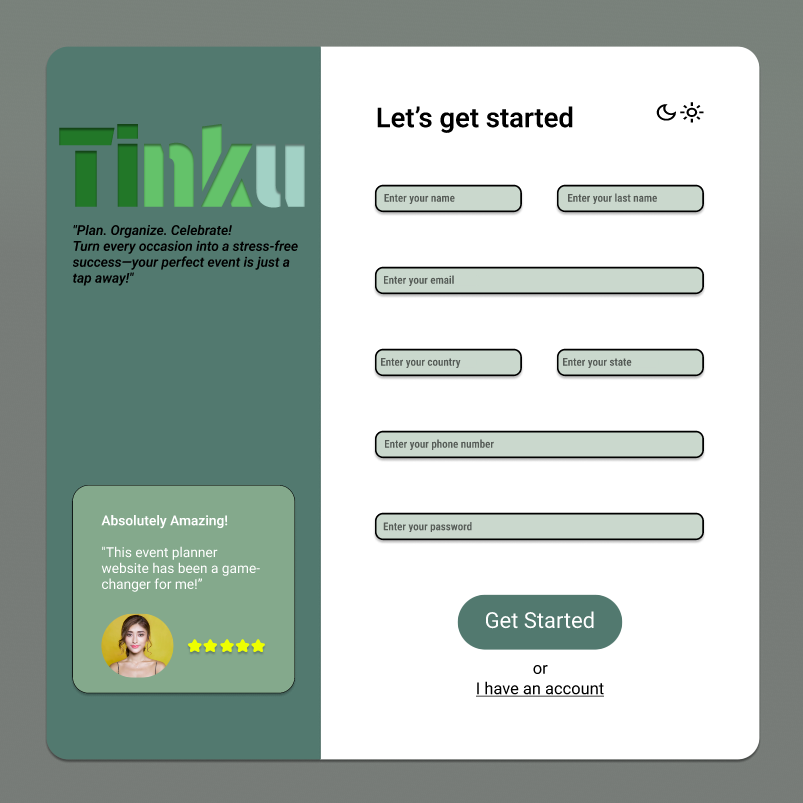 Tinku
"Plan. Organize. Celebrate!
Turn every occasion into a stress-free
success—your perfect event is just a
tap away!"
Absolutely Amazing!
"This event planner
website has been a game-
changer for me!”
Let’s get started
Enter your name
Enter your last name
Enter your email
Enter your country
Enter your state
Enter your phone number
Enter your password
Get Started
or
I have an account